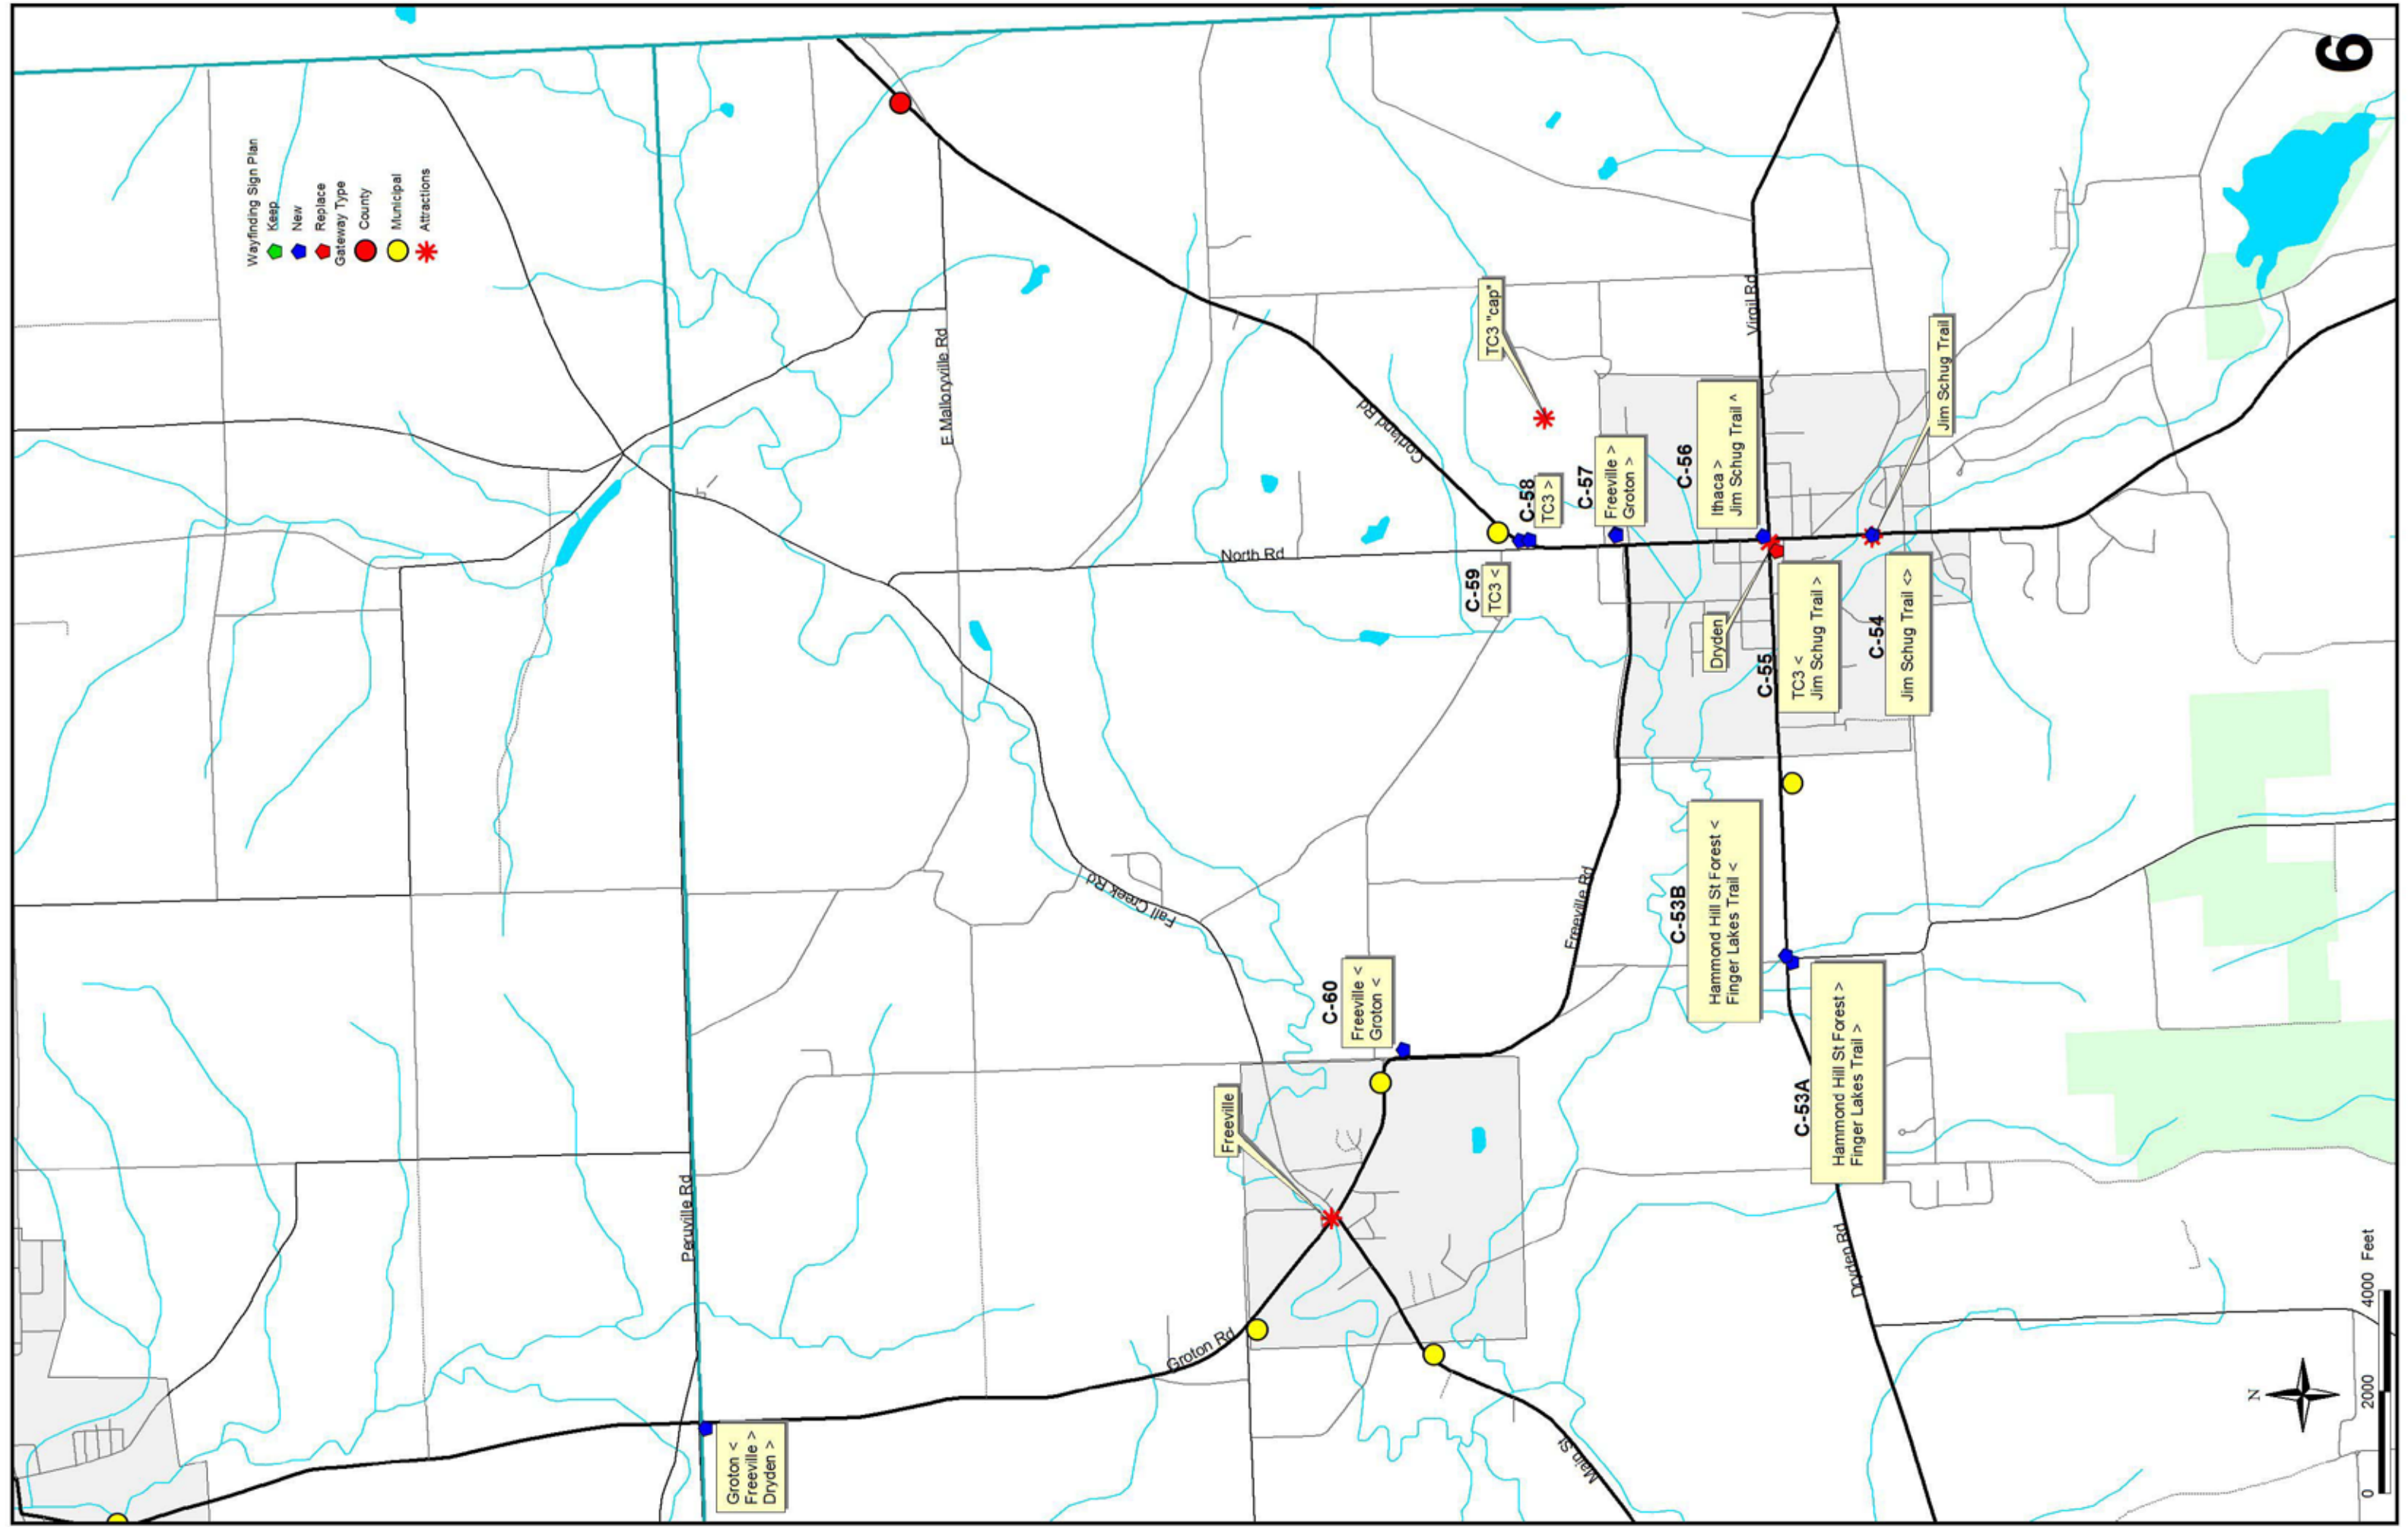 6
Wayfinding Sign Plan
Keep
New
Replace
Gateway Type
County
Municipal
Attractions
E Malloryville Rd
Cortland Rd
North Rd
TC3 "cap"
Virgil Rd
Jim Schug Trail
C-58
TC3 >
C-57
Freeville >
Groton >
C-56
Ithaca >
Jim Schug Trail ^
C-59
TC3 <
Dryden
C-55
TC3 <
Jim Schug Trail >
C-54
Jim Schug Trail <>
Fall Creek Rd
Freeville Rd
C-53B
Hammond Hill St Forest <
Finger Lakes Trail <
C-60
Freeville <
Groton <
C-53A
Hammond Hill St Forest >
Finger Lakes Trail >
Freeville
Peruville Rd
Groton Rd
Dryden Rd
Main St
Groton <
Freeville >
Dryden >
N
0 2000 4000 Feet